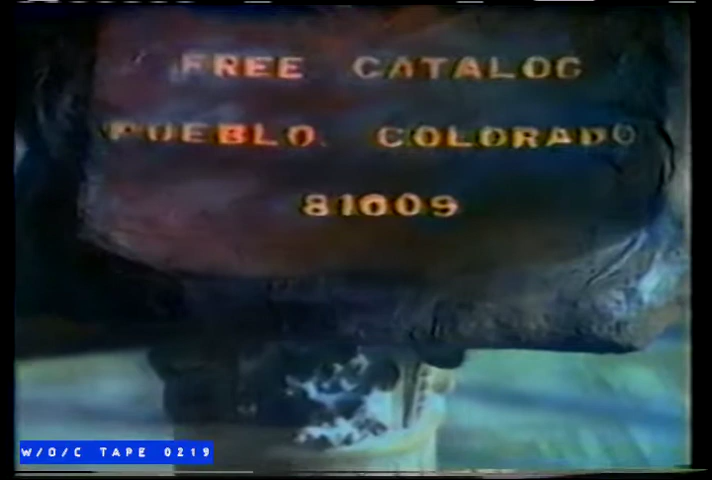 FREE CATALOG
PUEBLO, COLORADO
81009
W/O/C TAPE 0219